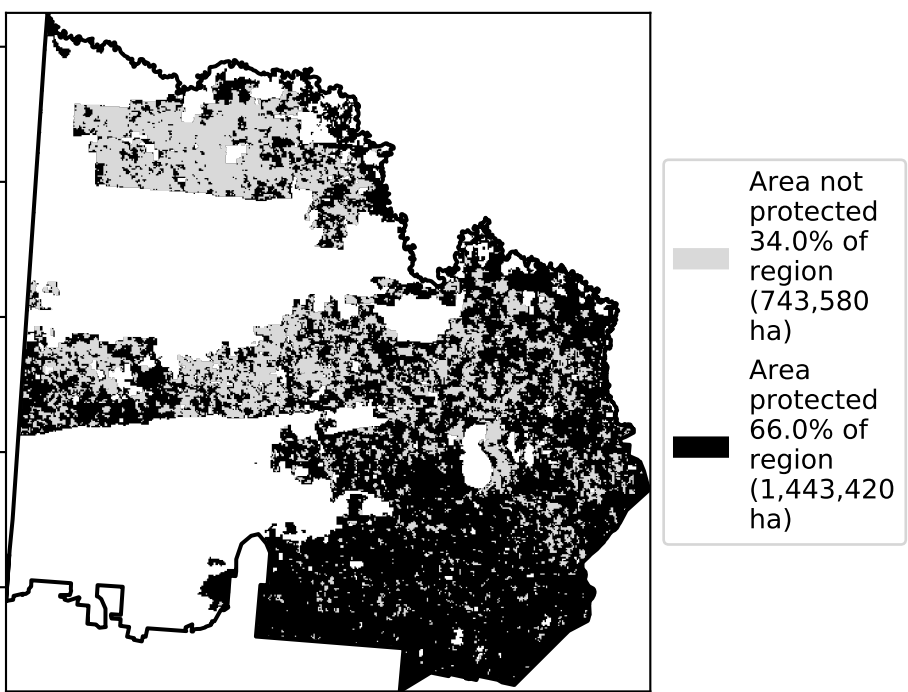 Area not
protected
34.0% of
region
(743,580
ha)
Area
protected
66.0% of
region
(1,443,420
ha)